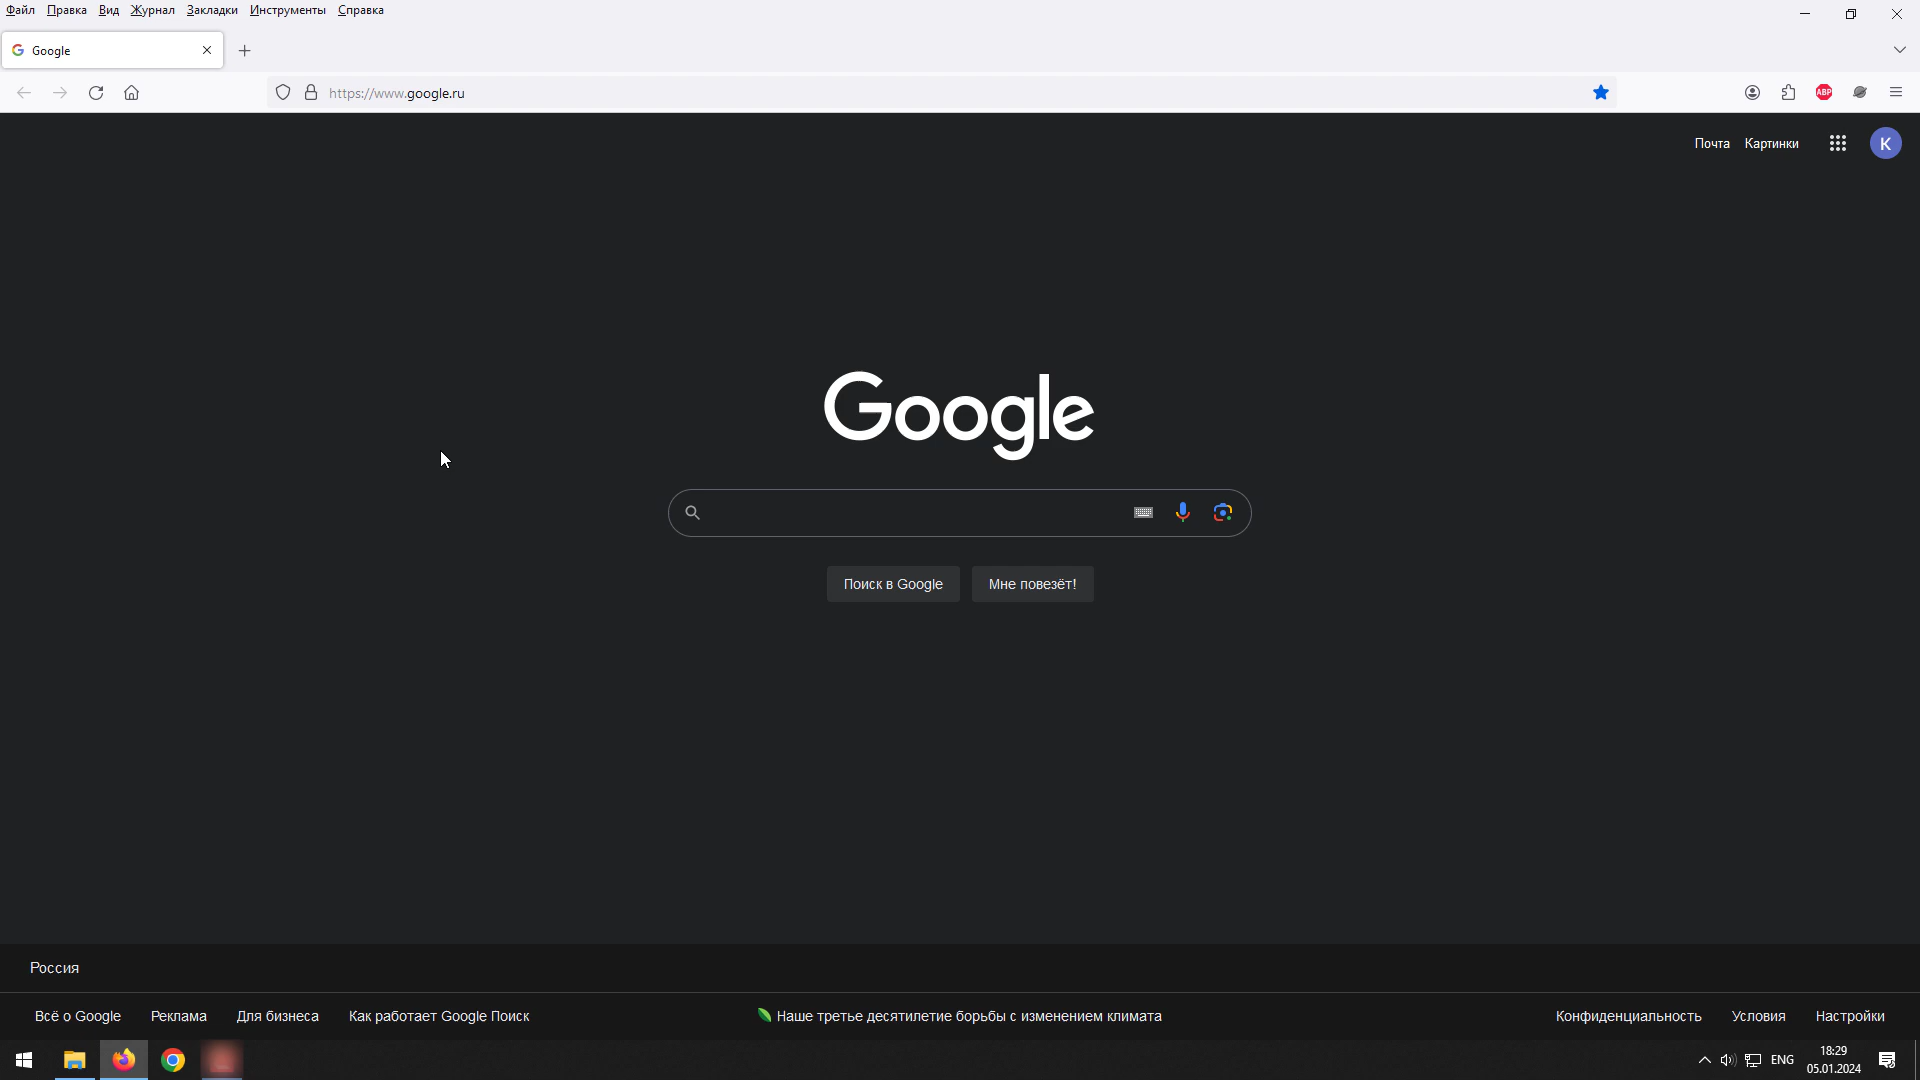 Файл Правка Вид Журнал Закладки Инструменты Справка
Google
https://www.google.ru
ABP
Почта Картинки
K
Google
Поиск в Google Мне повезёт!
Россия
Всё о Google Реклама Для бизнеса Как работает Google Поиск Наше третье десятилетие борьбы с изменением климата Конфиденциальность Условия Настройки
ENG
18:29
05.01.2024